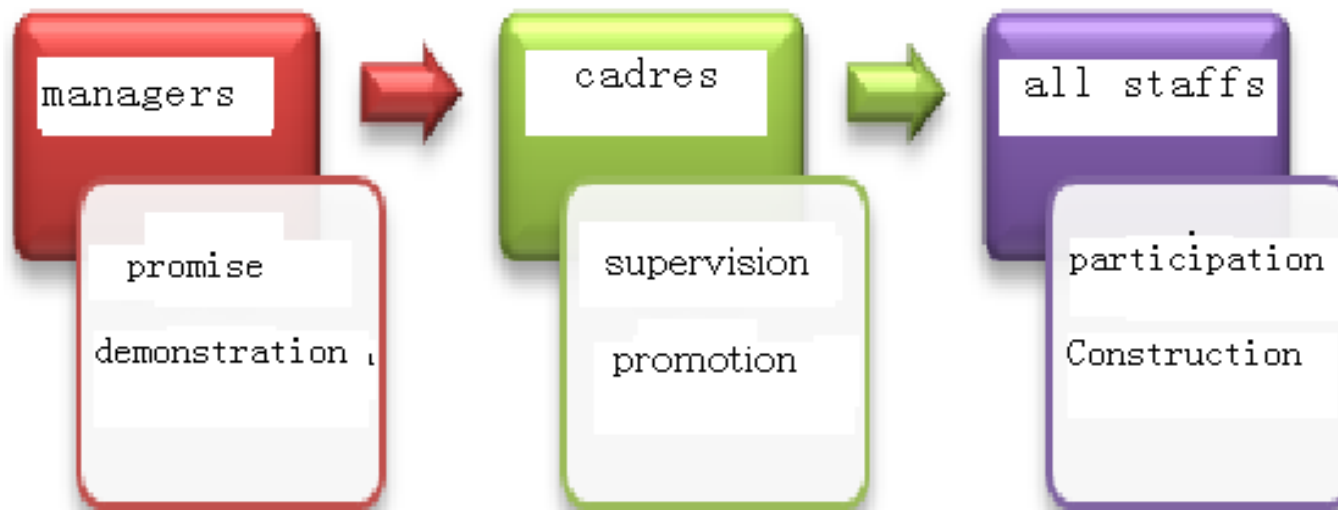 managers
promise
demonstration
cadres
supervision
promotion
all staffs
participation
Construction